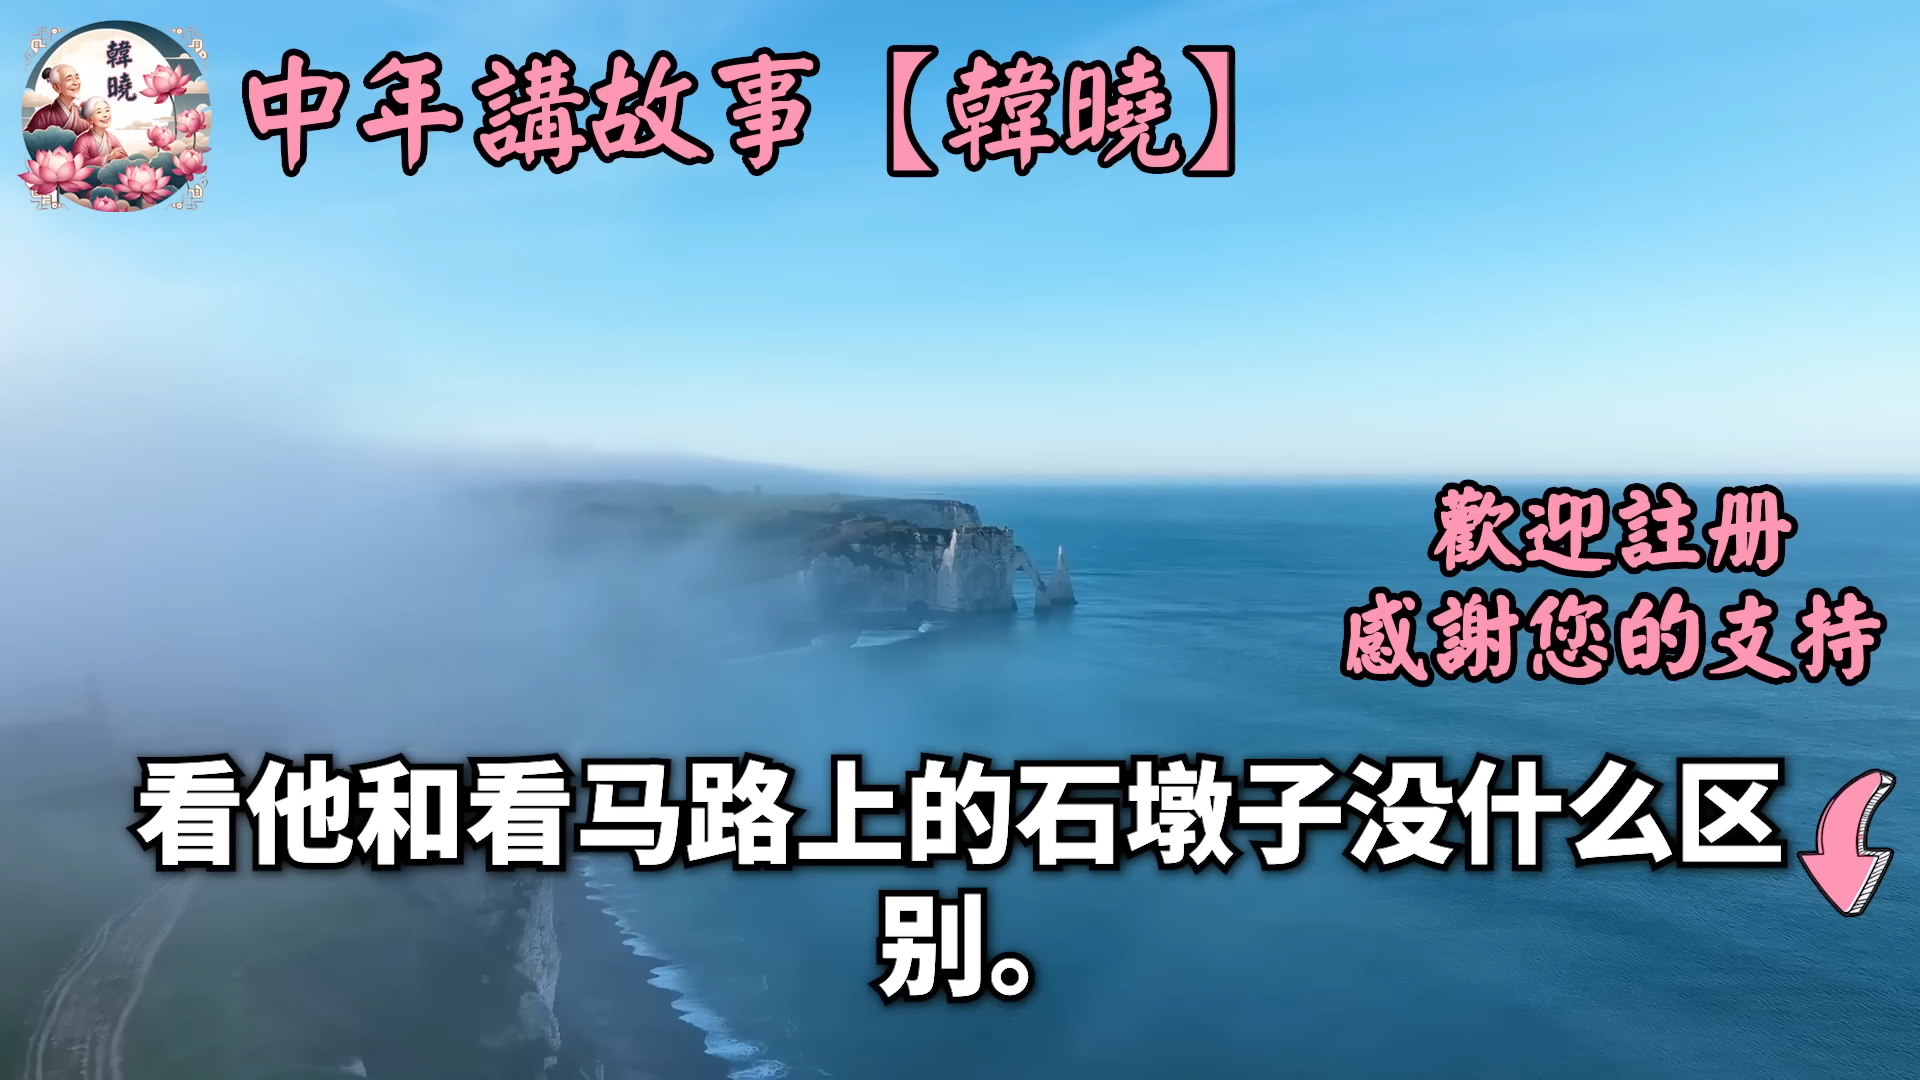 韓曉
中年講故事【韓曉】
歡迎註册
感謝您的支持
看他和看马路上的石墩子没什么区
别。